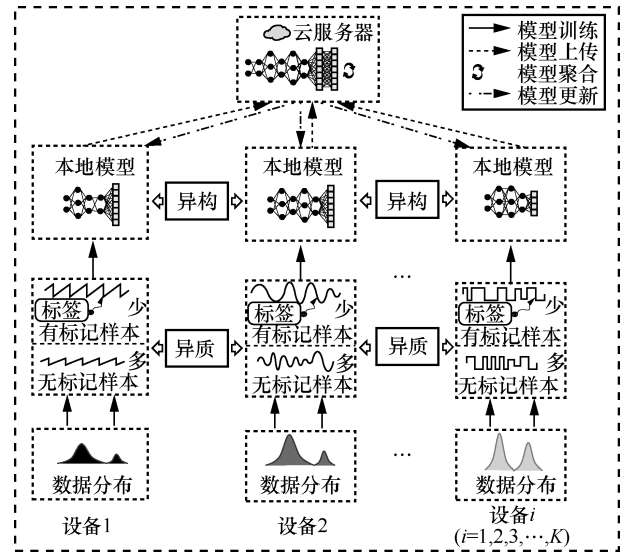 云服务器
模型训练
模型上传
模型聚合
模型更新
本地模型
异构
本地模型
异构
本地模型
标签
少
有标记样本
多
无标记样本
异质
标签
少
有标记样本
多
无标记样本
异质
…
标签
少
有标记样本
多
无标记样本
数据分布
数据分布
…
数据分布
设备1
设备2
设备i
(i=1,2,3,…,K)